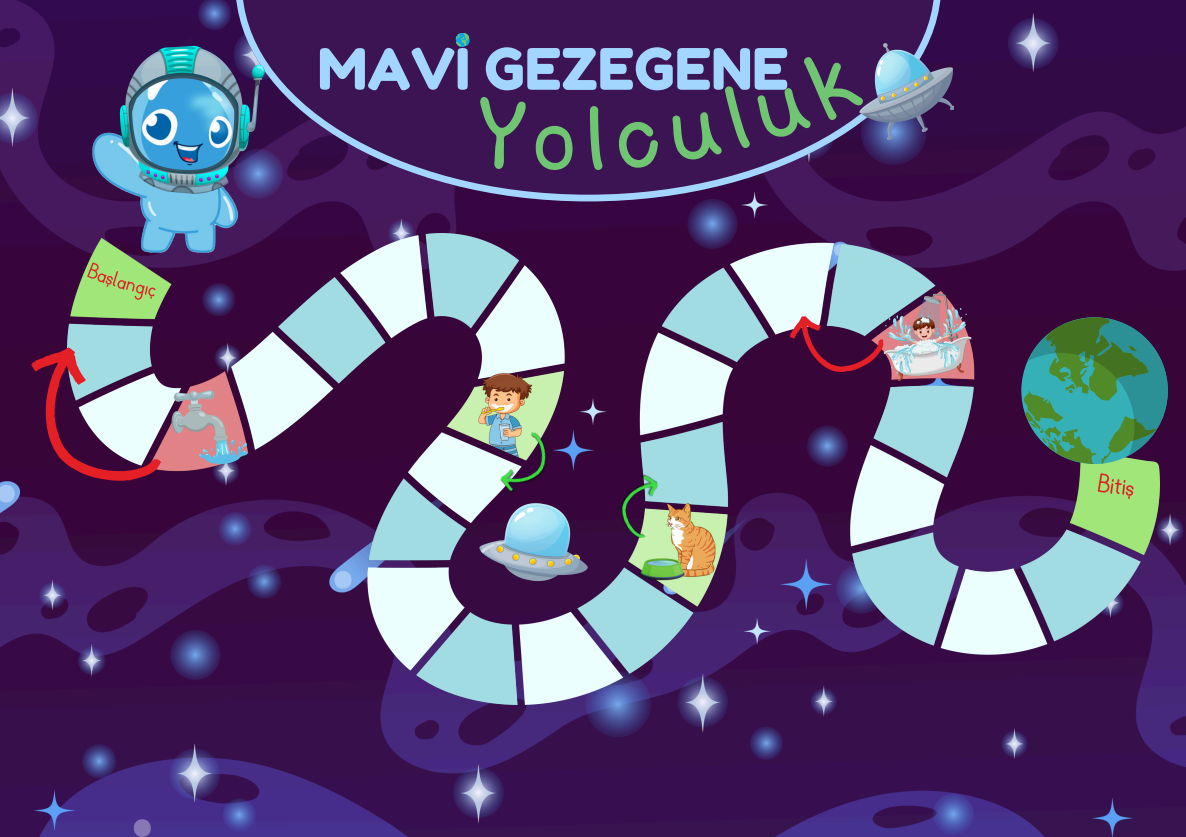 MAVİ GEZEGENE
Yolculuk
Başlangıç
Bitiş